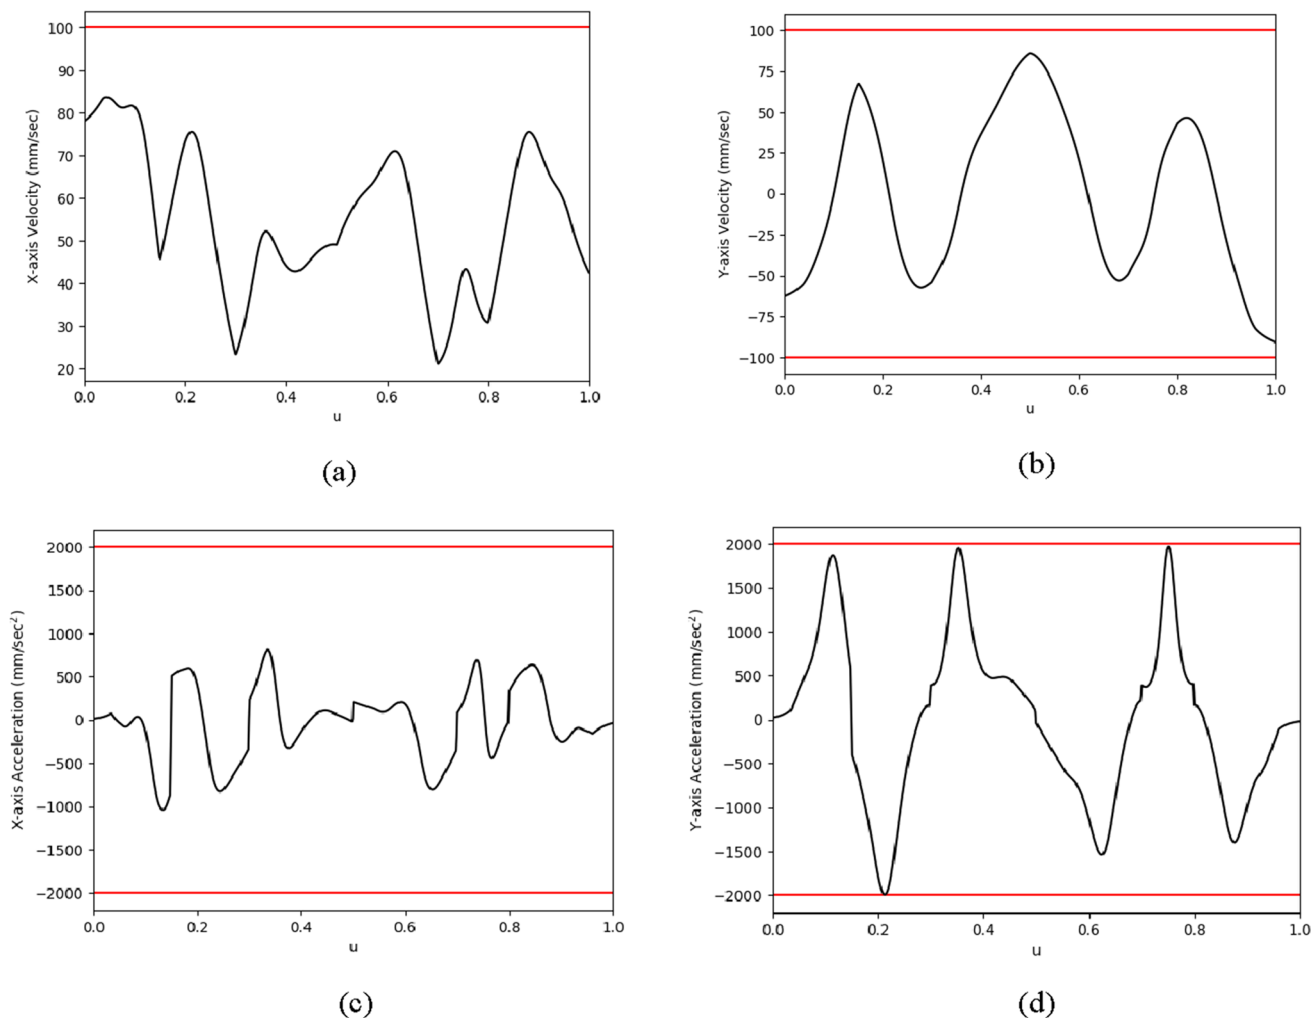 100
90
80
70
60
50
40
30
20
X-axis Velocity (mm/sec)
0.0 0.2 0.4 0.6 0.8 1.0
u
(a)
100
75
50
25
0
−25
−50
−75
−100
Y-axis Velocity (mm/sec)
0.0 0.2 0.4 0.6 0.8 1.0
u
(b)
2000
1500
1000
500
0
−500
−1000
−1500
−2000
X-axis Acceleration (mm/sec²)
0.0 0.2 0.4 0.6 0.8 1.0
u
(c)
2000
1500
1000
500
0
−500
−1000
−1500
−2000
Y-axis Acceleration (mm/sec²)
0.0 0.2 0.4 0.6 0.8 1.0
u
(d)